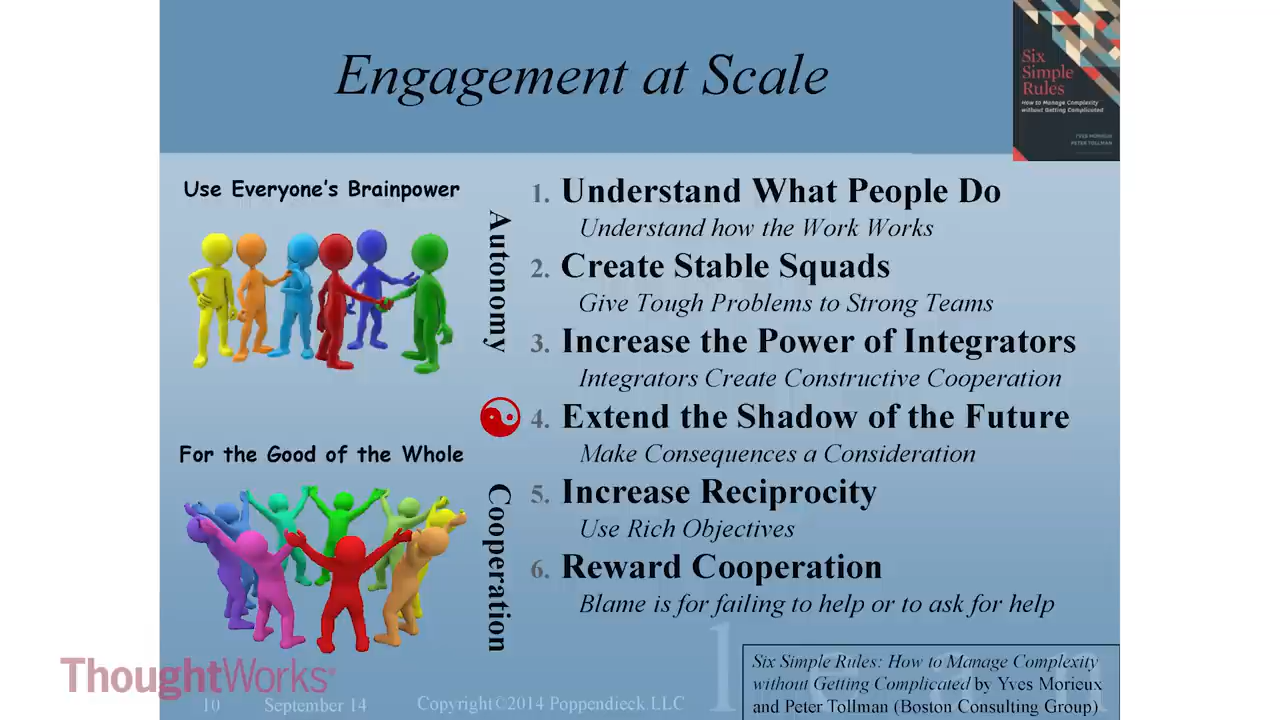 Engagement at Scale
Six
Simple
Rules
How to Manage Complexity
without Getting Complicated
YVES MORIEUX
PETER TOLLMAN
Use Everyone's Brainpower
Autonomy
1. Understand What People Do
Understand how the Work Works
2. Create Stable Squads
Give Tough Problems to Strong Teams
3. Increase the Power of Integrators
Integrators Create Constructive Cooperation
4. Extend the Shadow of the Future
Make Consequences a Consideration
For the Good of the Whole
Cooperation
5. Increase Reciprocity
Use Rich Objectives
6. Reward Cooperation
Blame is for failing to help or to ask for help
Six Simple Rules: How to Manage Complexity
without Getting Complicated by Yves Morieux
and Peter Tollman (Boston Consulting Group)
ThoughtWorks®
10 September 14 Copyright©2014 Poppendieck.LLC